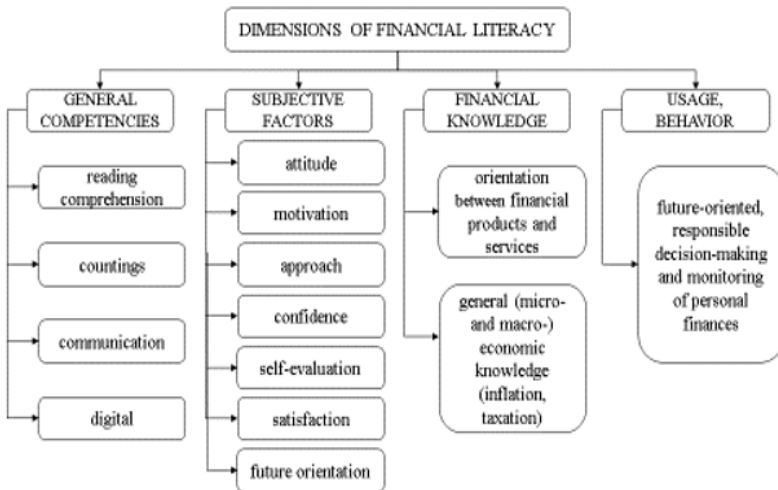 DIMENSIONS OF FINANCIAL LITERACY
GENERAL
COMPETENCIES
reading
comprehension
countings
communication
digital
SUBJECTIVE
FACTORS
attitude
motivation
approach
confidence
self-evaluation
satisfaction
future orientation
FINANCIAL
KNOWLEDGE
orientation
between financial
products and
services
general (micro-
and macro-)
economic
knowledge
(inflation,
taxation)
USAGE,
BEHAVIOR
future-oriented,
responsible
decision-making
and monitoring
of personal
finances